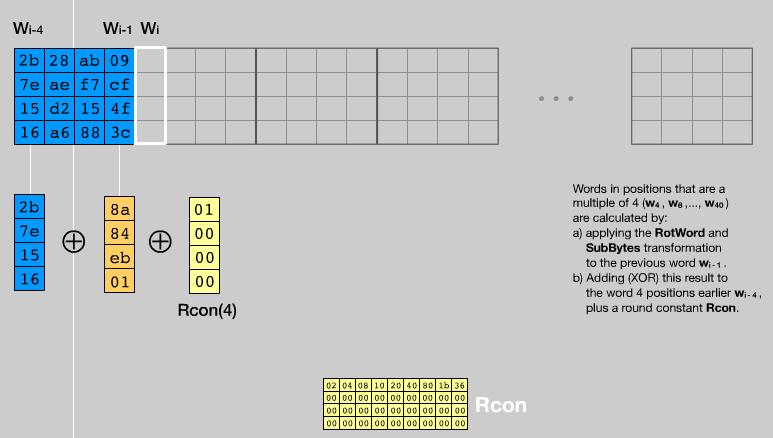 Wi-4 Wi-1 Wi
2b 28 ab 09
7e ae f7 cf
15 d2 15 4f
16 a6 88 3c
2b ⊕ 8a ⊕ 01
7e 84 00
15 eb 00
16 01 00
Rcon(4)
Words in positions that are a
multiple of 4 (w4, w8,..., w40)
are calculated by:
a) applying the RotWord and
SubBytes transformation
to the previous word wi-1.
b) Adding (XOR) this result to
the word 4 positions earlier wi-4,
plus a round constant Rcon.
02 04 08 10 20 40 80 1b 36
00 00 00 00 00 00 00 00 00
00 00 00 00 00 00 00 00 00
00 00 00 00 00 00 00 00 00
Rcon